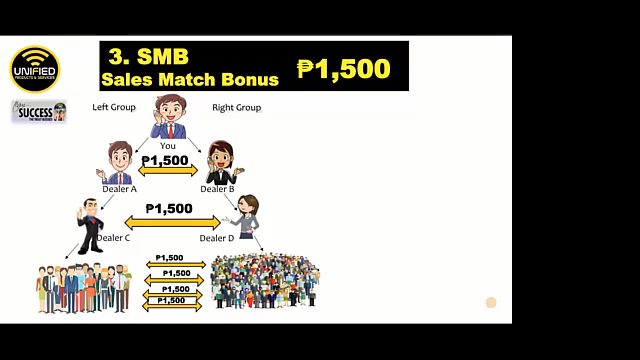 UNIFIED
PRODUCTS & SERVICES
3. SMB
Sales Match Bonus
₱1,500
SUCCESS
Left Group
Right Group
You
₱1,500
Dealer A
Dealer B
₱1,500
Dealer C
Dealer D
₱1,500
₱1,500
₱1,500
₱1,500